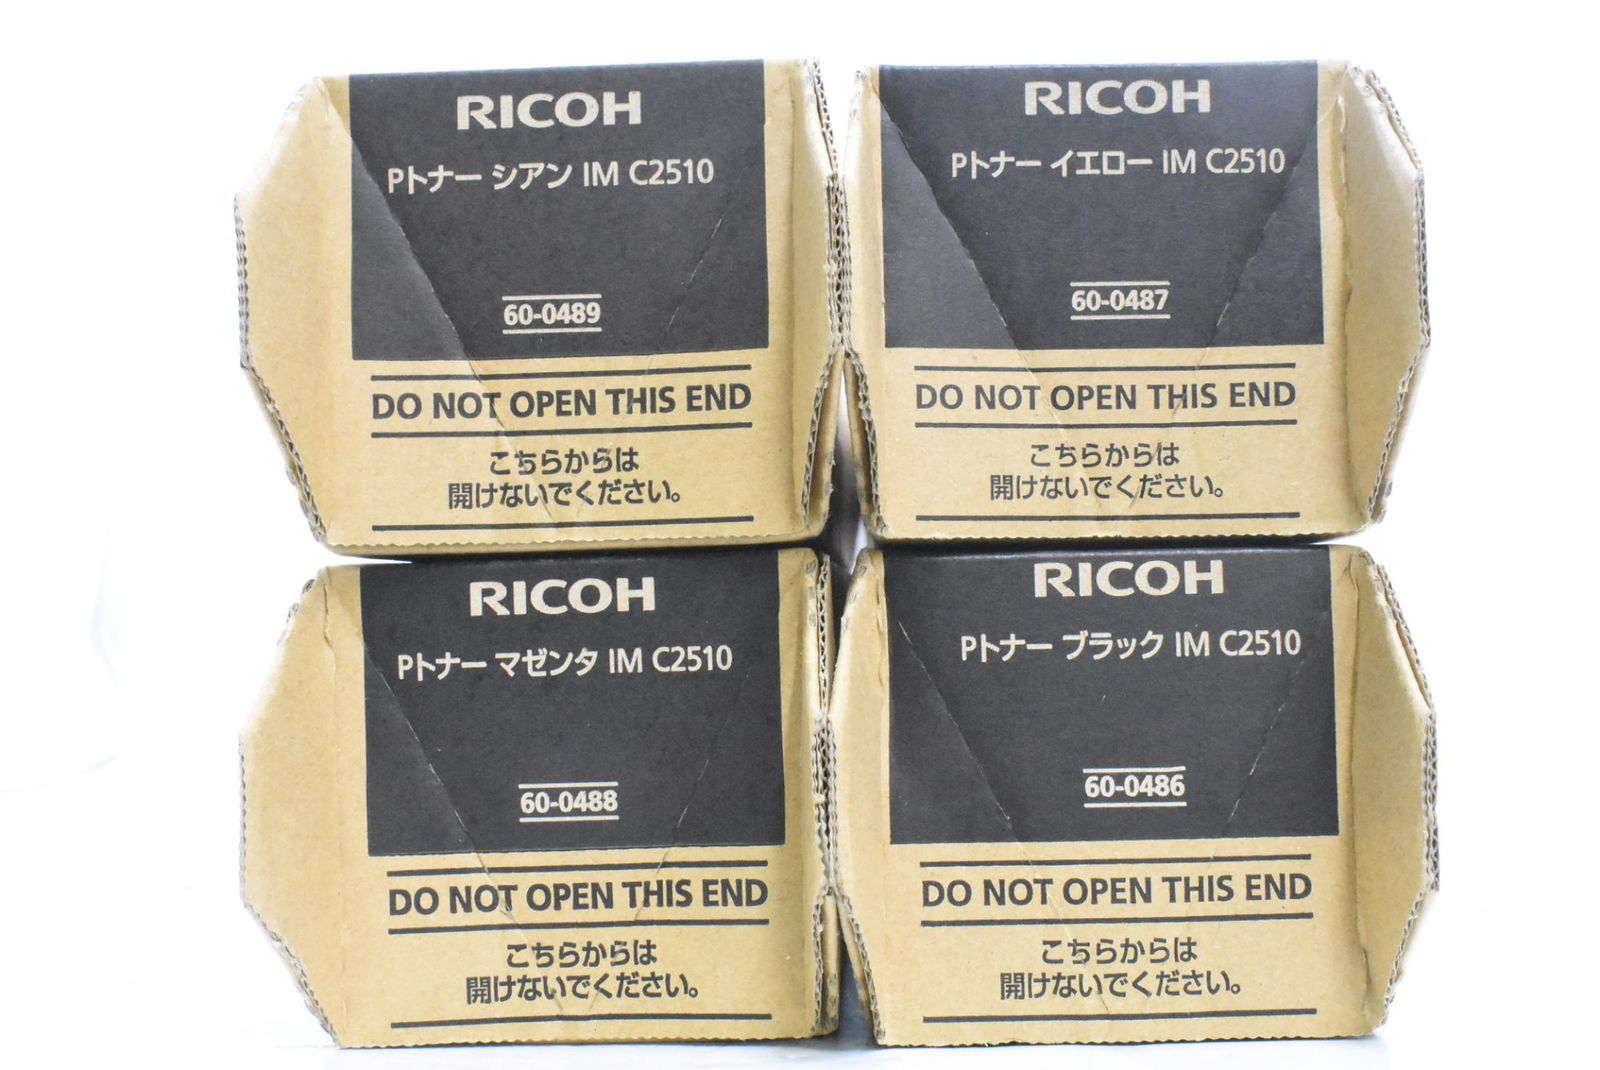 RICOH
Pトナー シアン IM C2510
60-0489
DO NOT OPEN THIS END
こちらからは
開けないでください。
RICOH
Pトナー イエロー IM C2510
60-0487
DO NOT OPEN THIS END
こちらからは
開けないでください。
RICOH
Pトナー マゼンタ IM C2510
60-0488
DO NOT OPEN THIS END
こちらからは
開けないでください。
RICOH
Pトナー ブラック IM C2510
60-0486
DO NOT OPEN THIS END
こちらからは
開けないでください。